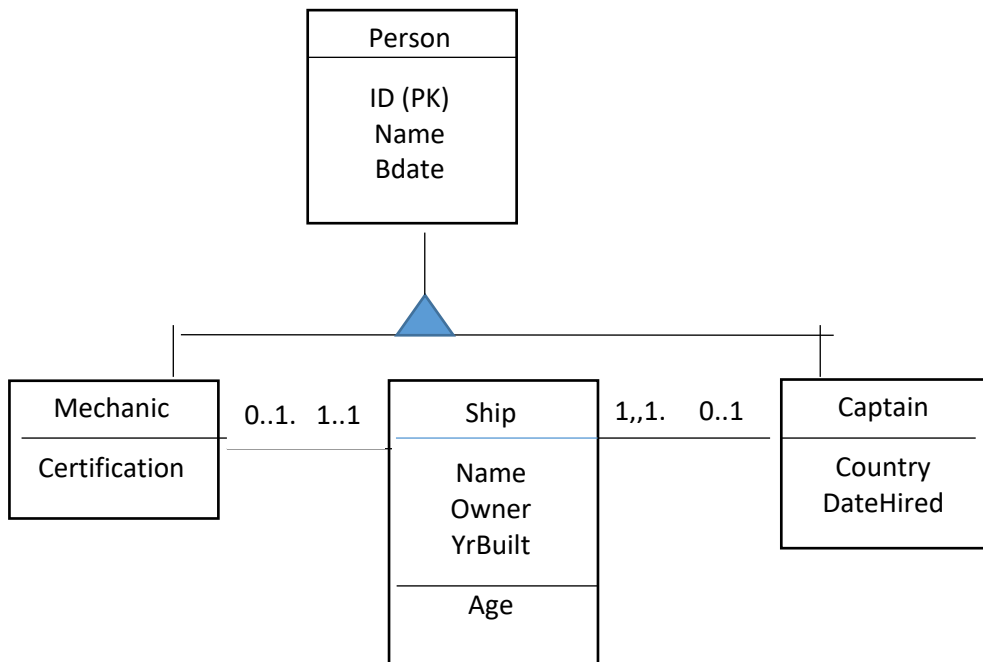 Person
ID (PK)
Name
Bdate
Mechanic
Certification
0..1. 1..1
Ship
Name
Owner
YrBuilt
Age
1,,1. 0..1
Captain
Country
DateHired